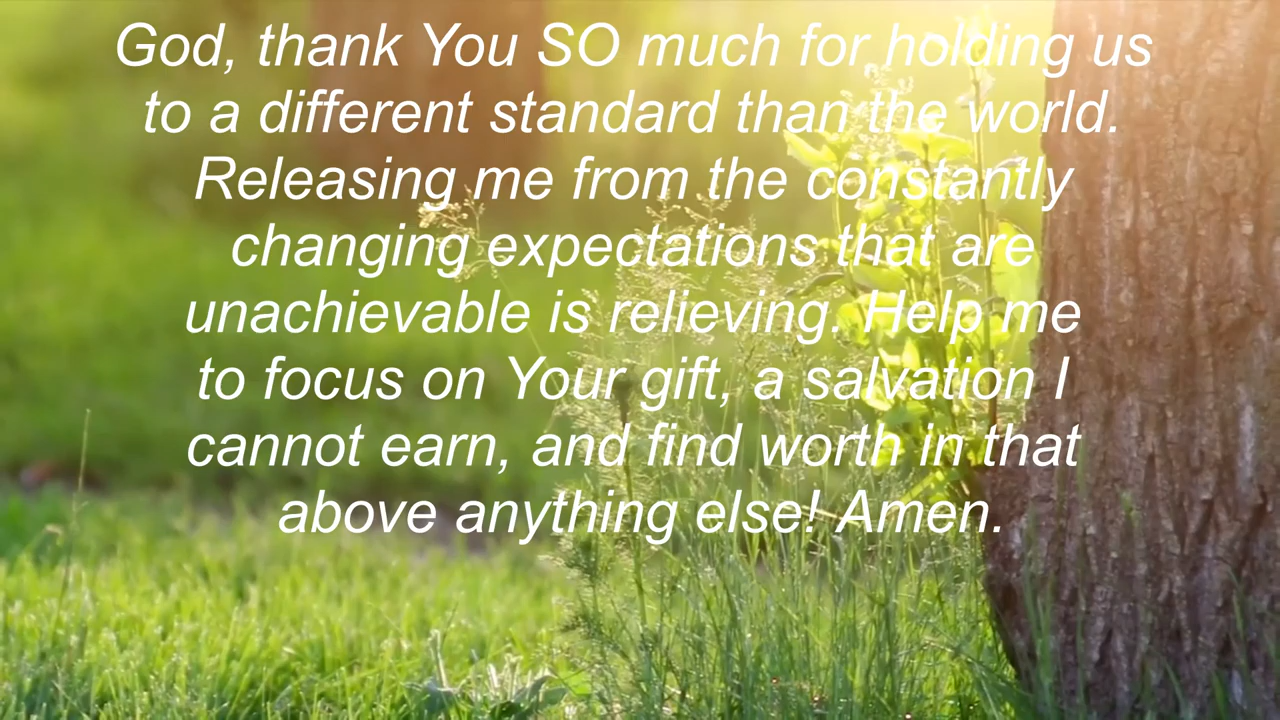 God, thank You SO much for holding us
to a different standard than the world.
Releasing me from the constantly
changing expectations that are
unachievable is relieving. Help me
to focus on Your gift, a salvation I
cannot earn, and find worth in that
above anything else! Amen.